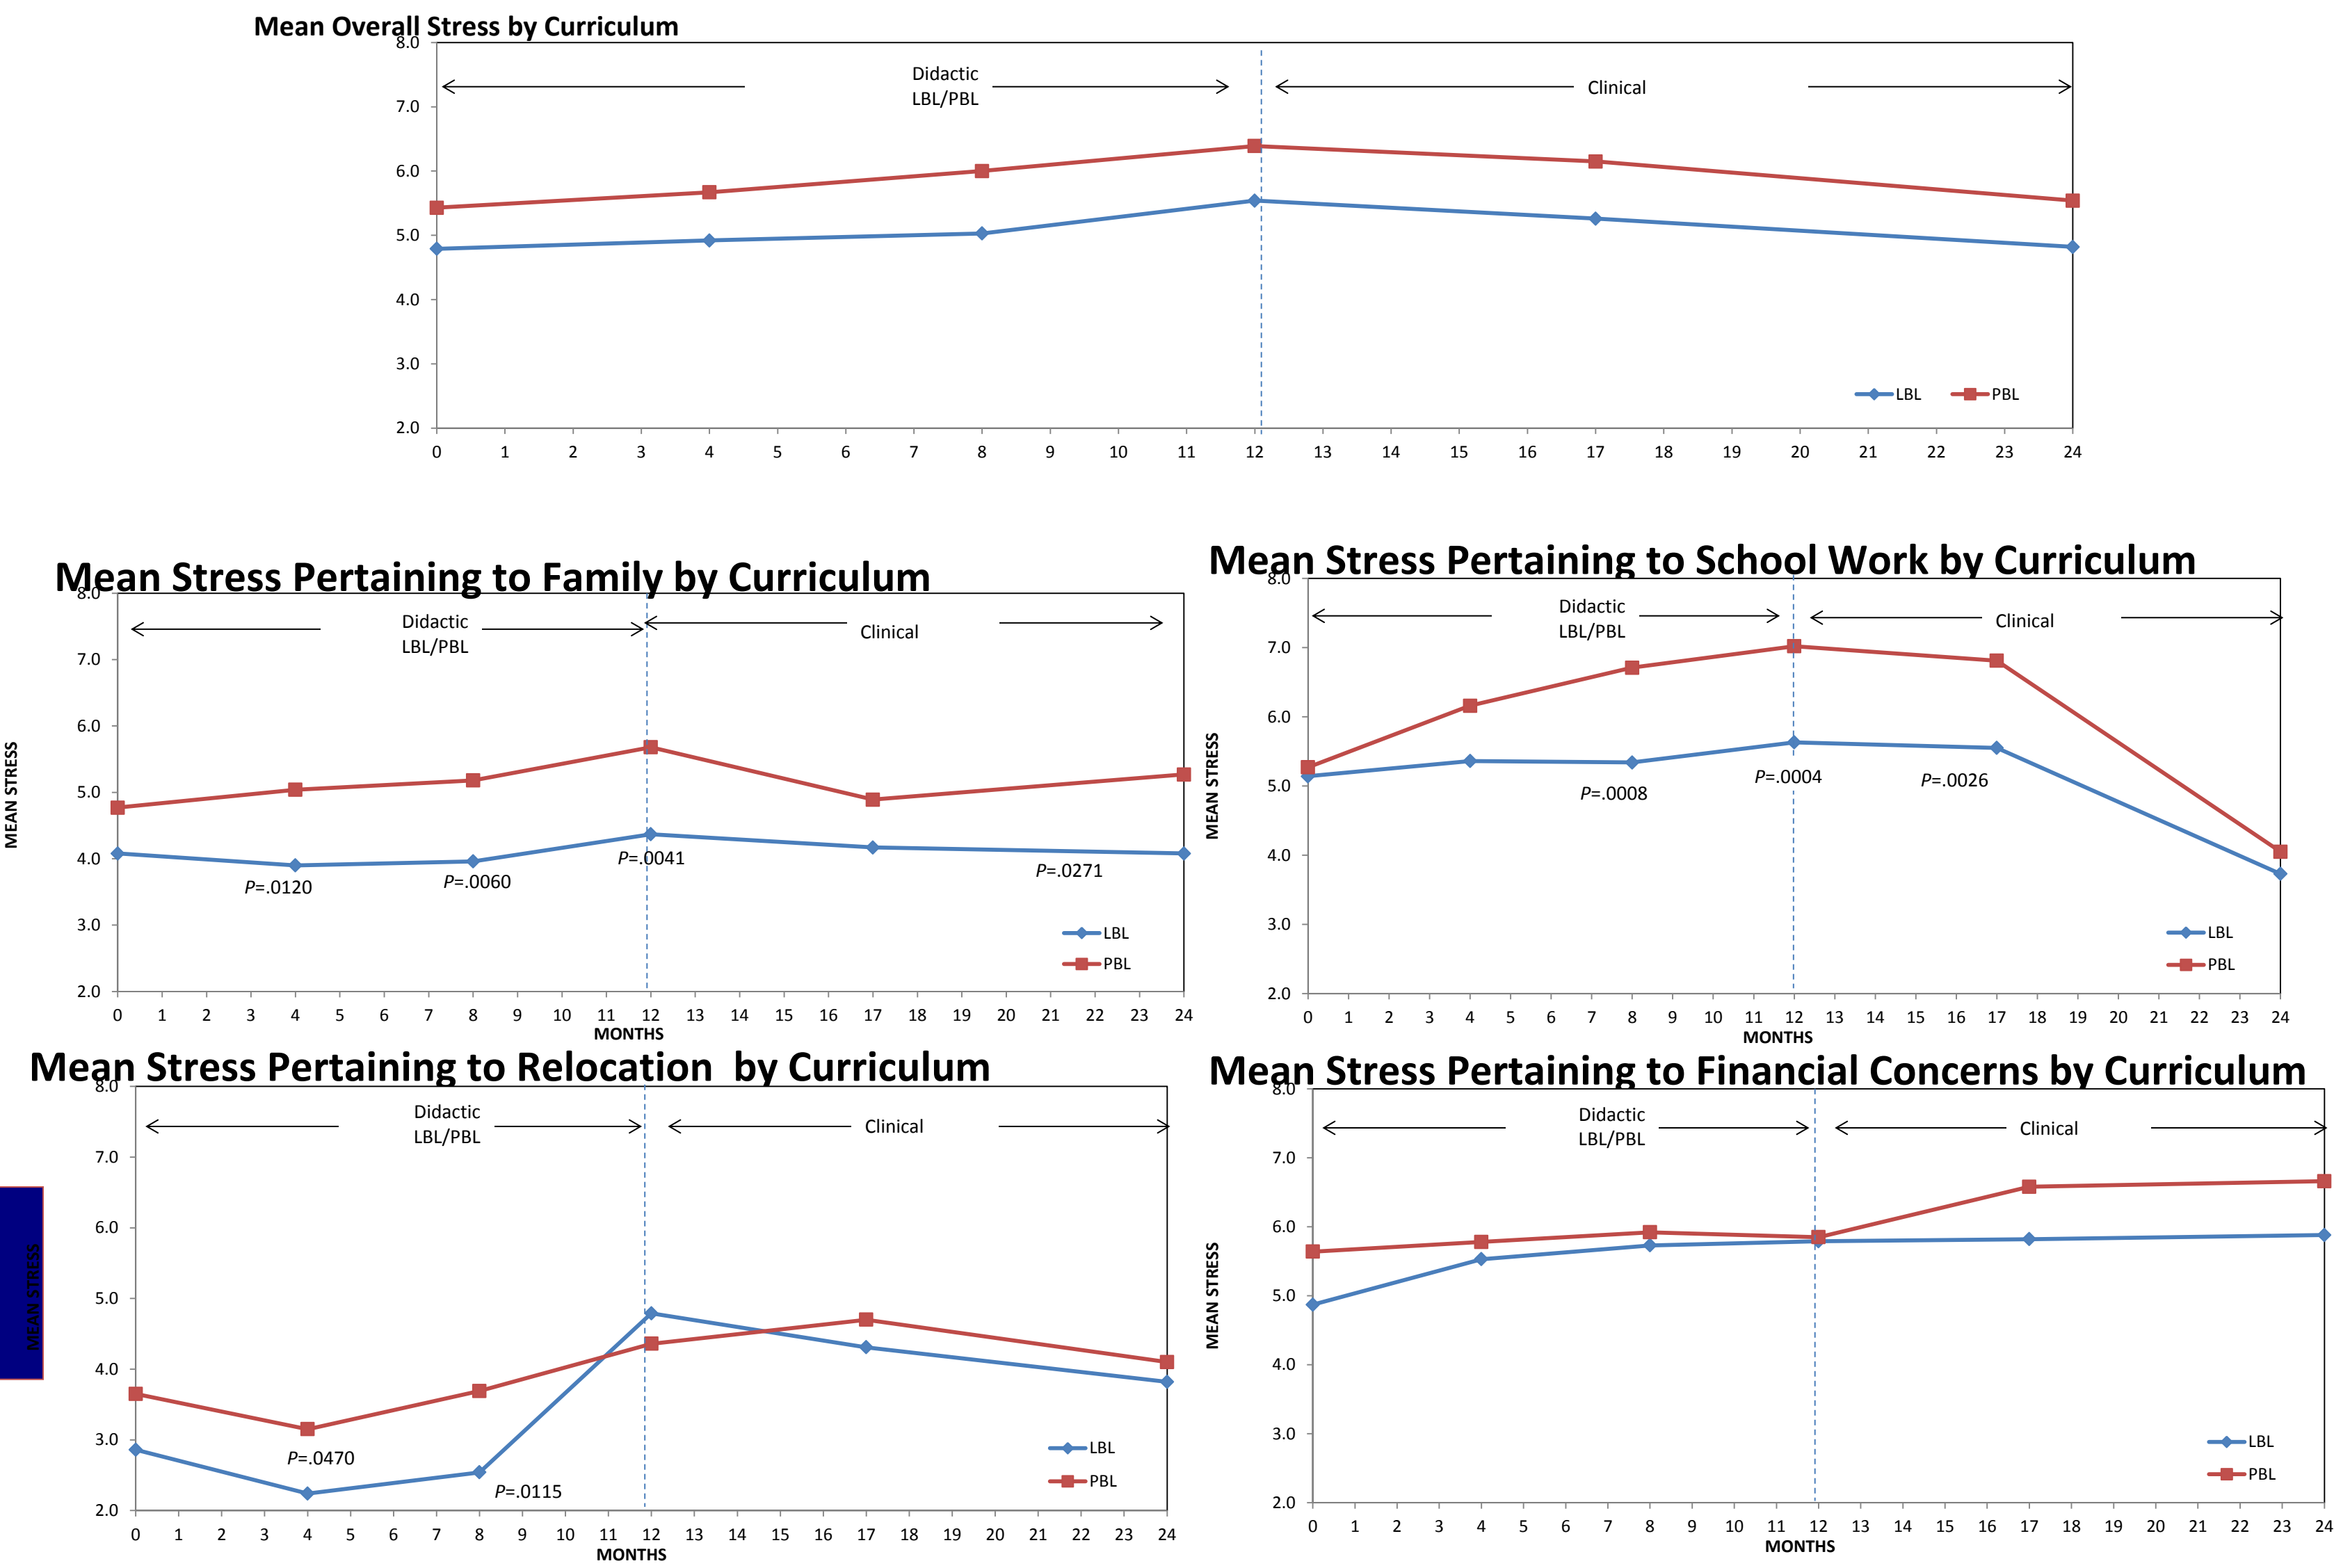 Mean Overall Stress by Curriculum
8.0
Didactic
LBL/PBL
Clinical
7.0
6.0
5.0
4.0
3.0
LBL PBL
2.0
0 1 2 3 4 5 6 7 8 9 10 11 12 13 14 15 16 17 18 19 20 21 22 23 24
Mean Stress Pertaining to Family by Curriculum
8.0
Didactic
LBL/PBL
Clinical
7.0
6.0
MEAN STRESS
5.0
4.0
P=.0120
P=.0060
P=.0041
P=.0271
3.0
LBL
PBL
2.0
0 1 2 3 4 5 6 7 8 9 10 11 12 13 14 15 16 17 18 19 20 21 22 23 24
MONTHS
Mean Stress Pertaining to School Work by Curriculum
8.0
Didactic
LBL/PBL
Clinical
7.0
6.0
MEAN STRESS
5.0
P=.0008
P=.0004
P=.0026
4.0
3.0
LBL
PBL
2.0
0 1 2 3 4 5 6 7 8 9 10 11 12 13 14 15 16 17 18 19 20 21 22 23 24
MONTHS
Mean Stress Pertaining to Relocation by Curriculum
8.0
Didactic
LBL/PBL
Clinical
7.0
6.0
MEAN STRESS
5.0
4.0
3.0
P=.0470
P=.0115
LBL
PBL
2.0
0 1 2 3 4 5 6 7 8 9 10 11 12 13 14 15 16 17 18 19 20 21 22 23 24
MONTHS
Mean Stress Pertaining to Financial Concerns by Curriculum
8.0
Didactic
LBL/PBL
Clinical
7.0
6.0
MEAN STRESS
5.0
4.0
3.0
LBL
PBL
2.0
0 1 2 3 4 5 6 7 8 9 10 11 12 13 14 15 16 17 18 19 20 21 22 23 24
MONTHS